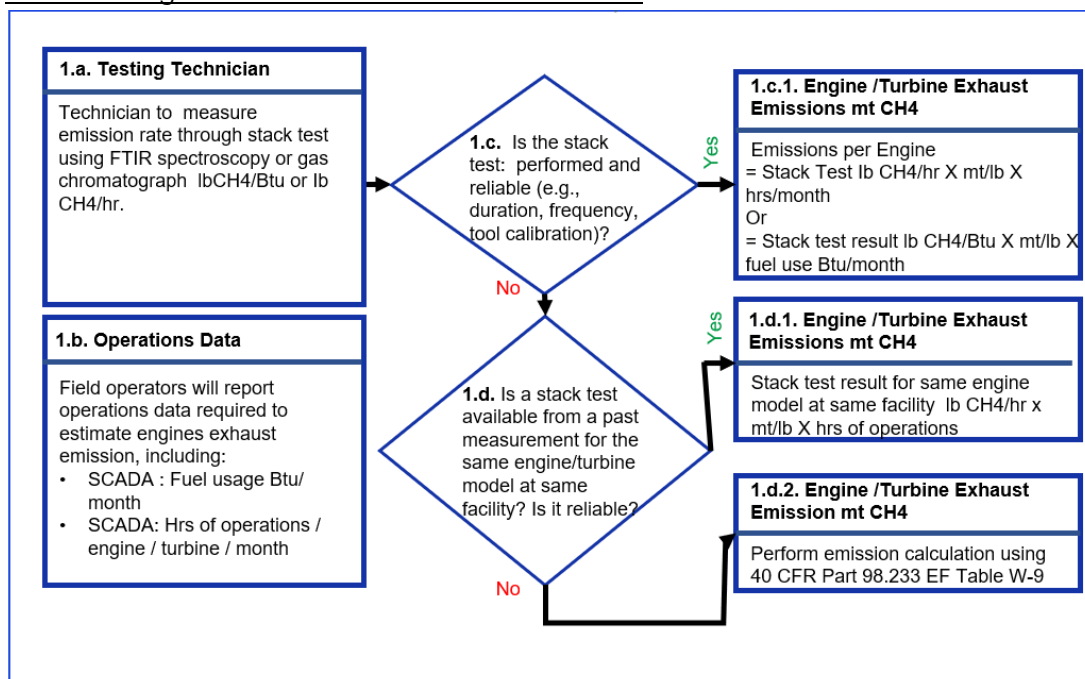 1.a. Testing Technician
Technician to measure
emission rate through stack test
using FTIR spectroscopy or gas
chromatograph lbCH4/Btu or lb
CH4/hr.
1.b. Operations Data
Field operators will report
operations data required to
estimate engines exhaust
emission, including:
• SCADA : Fuel usage Btu/
month
• SCADA: Hrs of operations /
engine / turbine / month
1.c. Is the stack
test: performed and
reliable (e.g.,
duration, frequency,
tool calibration)?
Yes
No
1.c.1. Engine /Turbine Exhaust
Emissions mt CH4
Emissions per Engine
= Stack Test lb CH4/hr X mt/lb X
hrs/month
Or
= Stack test result lb CH4/Btu X mt/lb X
fuel use Btu/month
1.d. Is a stack test
available from a past
measurement for the
same engine/turbine
model at same
facility? Is it reliable?
Yes
No
1.d.1. Engine /Turbine Exhaust
Emissions mt CH4
Stack test result for same engine
model at same facility lb CH4/hr x
mt/lb X hrs of operations
1.d.2. Engine /Turbine Exhaust
Emission mt CH4
Perform emission calculation using
40 CFR Part 98.233 EF Table W-9